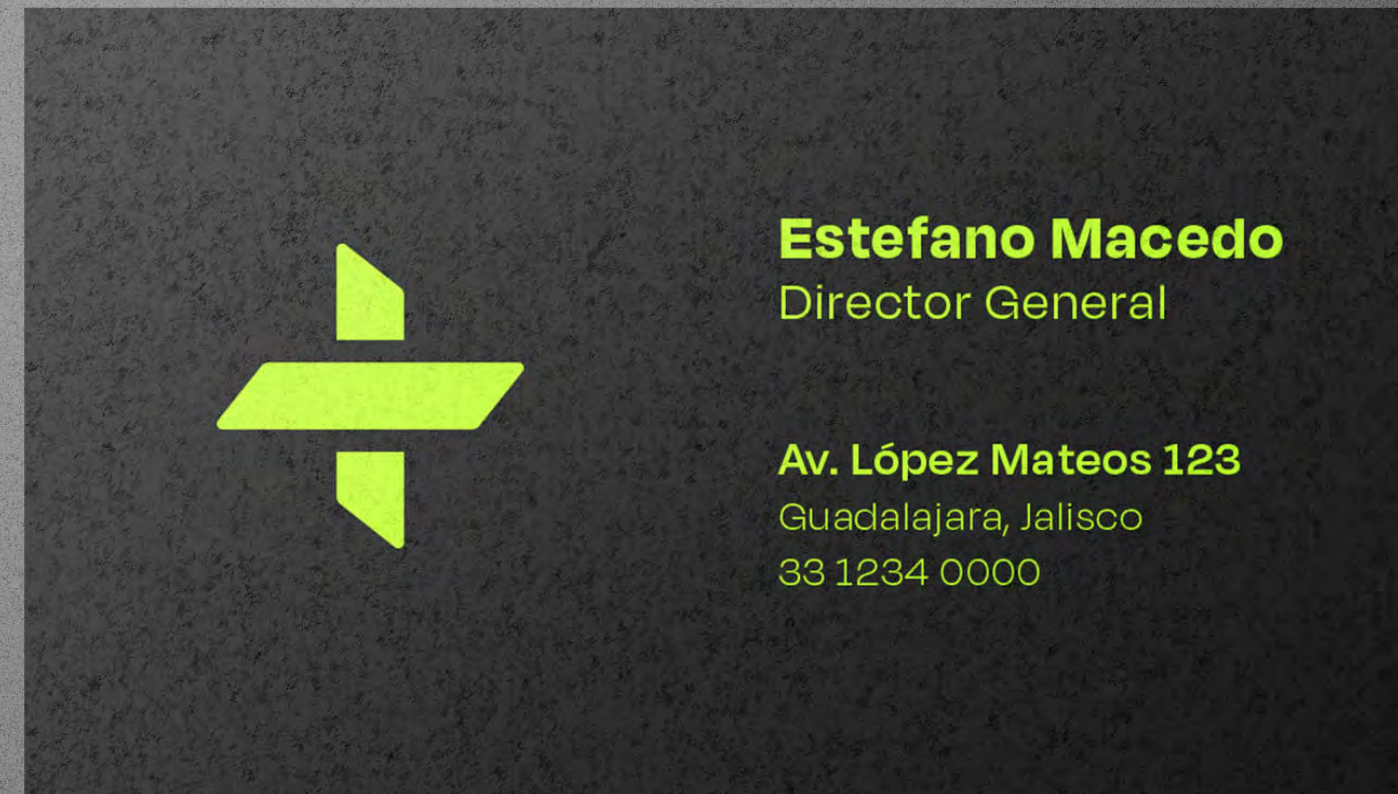 Estefano Macedo
Director General
Av. López Mateos 123
Guadalajara, Jalisco
33 1234 0000